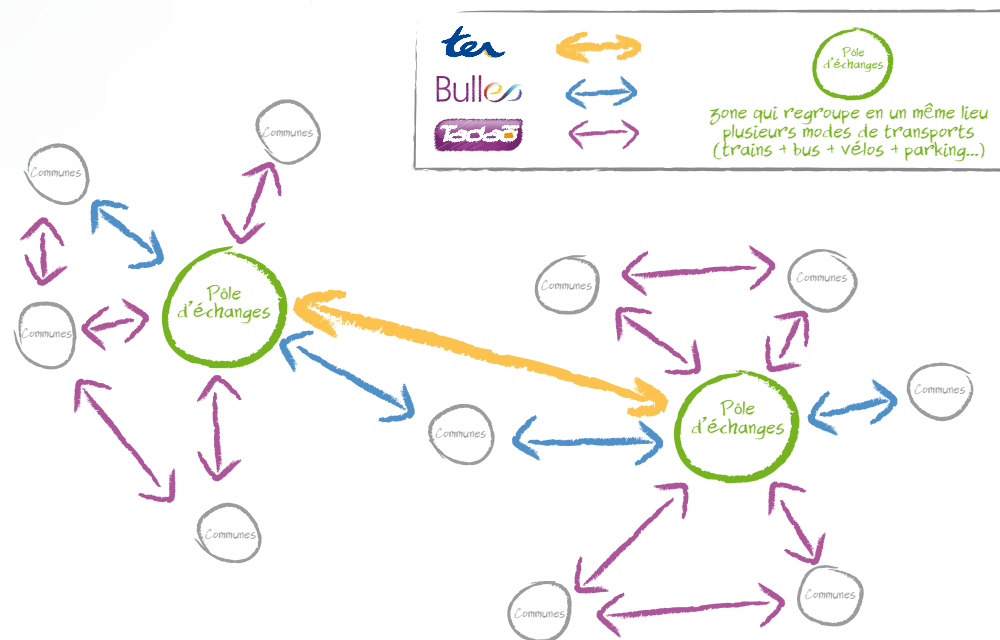 ter
Pôle
d'échanges
Bulles
Tadao
zone qui regroupe en un même lieu
plusieurs modes de transports
(trains + bus + vélos + parking...)
Communes
Communes
Communes
Communes
Pôle
d'échanges
Communes
Communes
Communes
Pôle
d'échanges
Communes
Communes
Communes
Communes